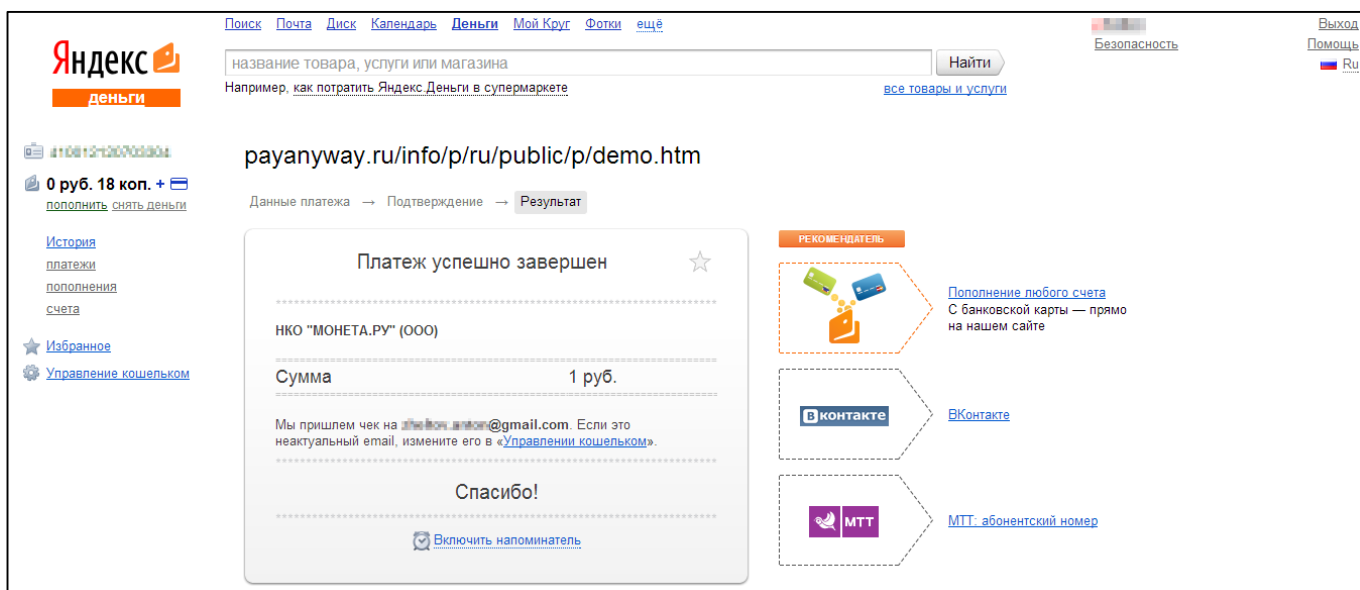 Поиск Почта Диск Календарь Деньги Мой Круг Фотки ещё
Выход
Безопасность
Помощь
Ru
Яндекс
деньги
название товара, услуги или магазина
Найти
Например, как потратить Яндекс.Деньги в супермаркете
все товары и услуги
payanyway.ru/info/p/ru/public/p/demo.htm
0 руб. 18 коп. +
пополнить снять деньги
История
платежи
пополнения
счета
Избранное
Управление кошельком
Данные платежа → Подтверждение → Результат
Платеж успешно завершен
НКО "МОНЕТА.РУ" (ООО)
Сумма 1 руб.
Мы пришлем чек на @gmail.com. Если это
неактуальный email, измените его в «Управлении кошельком».
Спасибо!
Включить напоминатель
РЕКОМЕНДАТЕЛЬ
Пополнение любого счета
С банковской карты — прямо
на нашем сайте
В контакте
ВКонтакте
МТТ
МТТ: абонентский номер